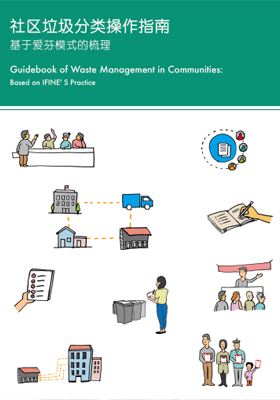 社区垃圾分类操作指南
基于爱芬模式的梳理
Guidebook of Waste Management in Communities:
Based on IFINE' S Practice